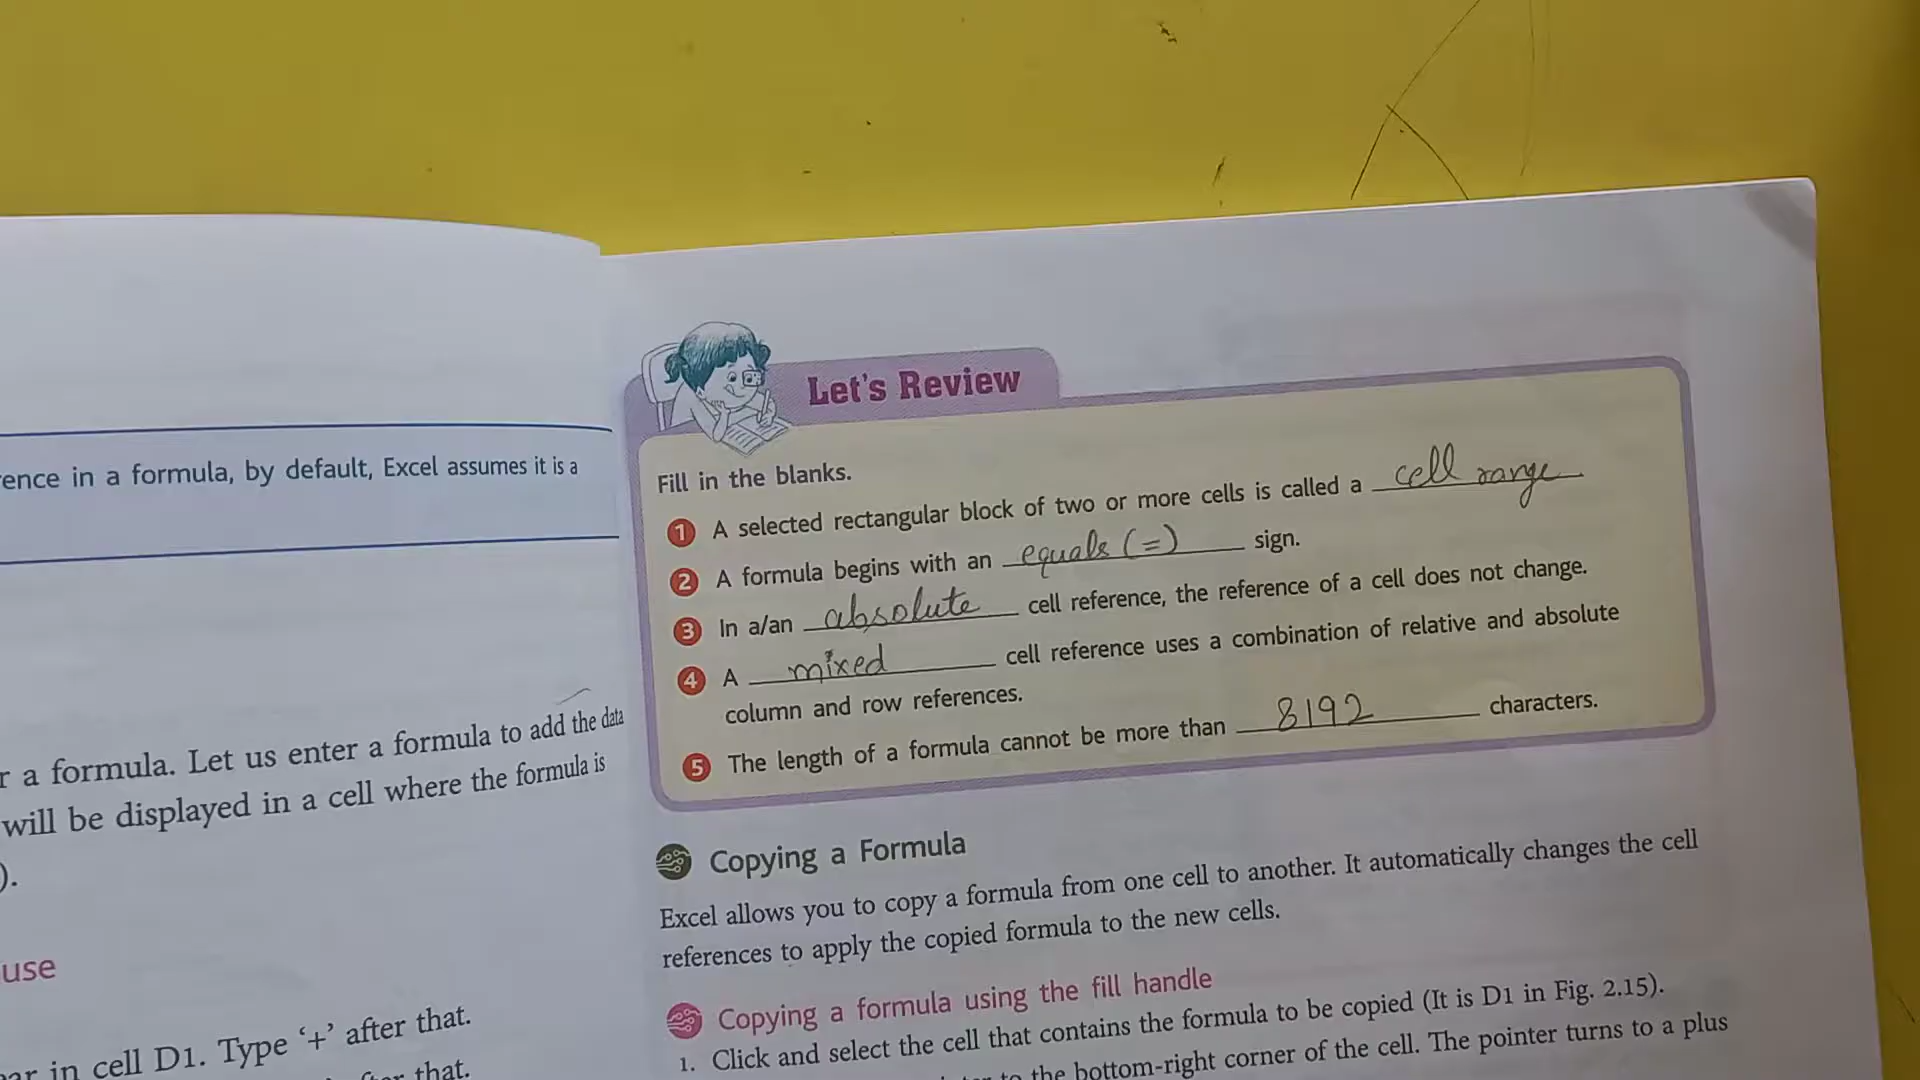 ence in a formula, by default, Excel assumes it is a
r a formula. Let us enter a formula to add the data
will be displayed in a cell where the formula is
).
use
ar in cell D1. Type ‘+’ after that.
that.
Let's Review
Fill in the blanks.
1 A selected rectangular block of two or more cells is called a cell range
2 A formula begins with an equals (=) sign.
3 In a/an absolute cell reference, the reference of a cell does not change.
4 A mixed cell reference uses a combination of relative and absolute
column and row references.
5 The length of a formula cannot be more than 8192 characters.
Copying a Formula
Excel allows you to copy a formula from one cell to another. It automatically changes the cell
references to apply the copied formula to the new cells.
Copying a formula using the fill handle
1. Click and select the cell that contains the formula to be copied (It is D1 in Fig. 2.15).
to the bottom-right corner of the cell. The pointer turns to a plus